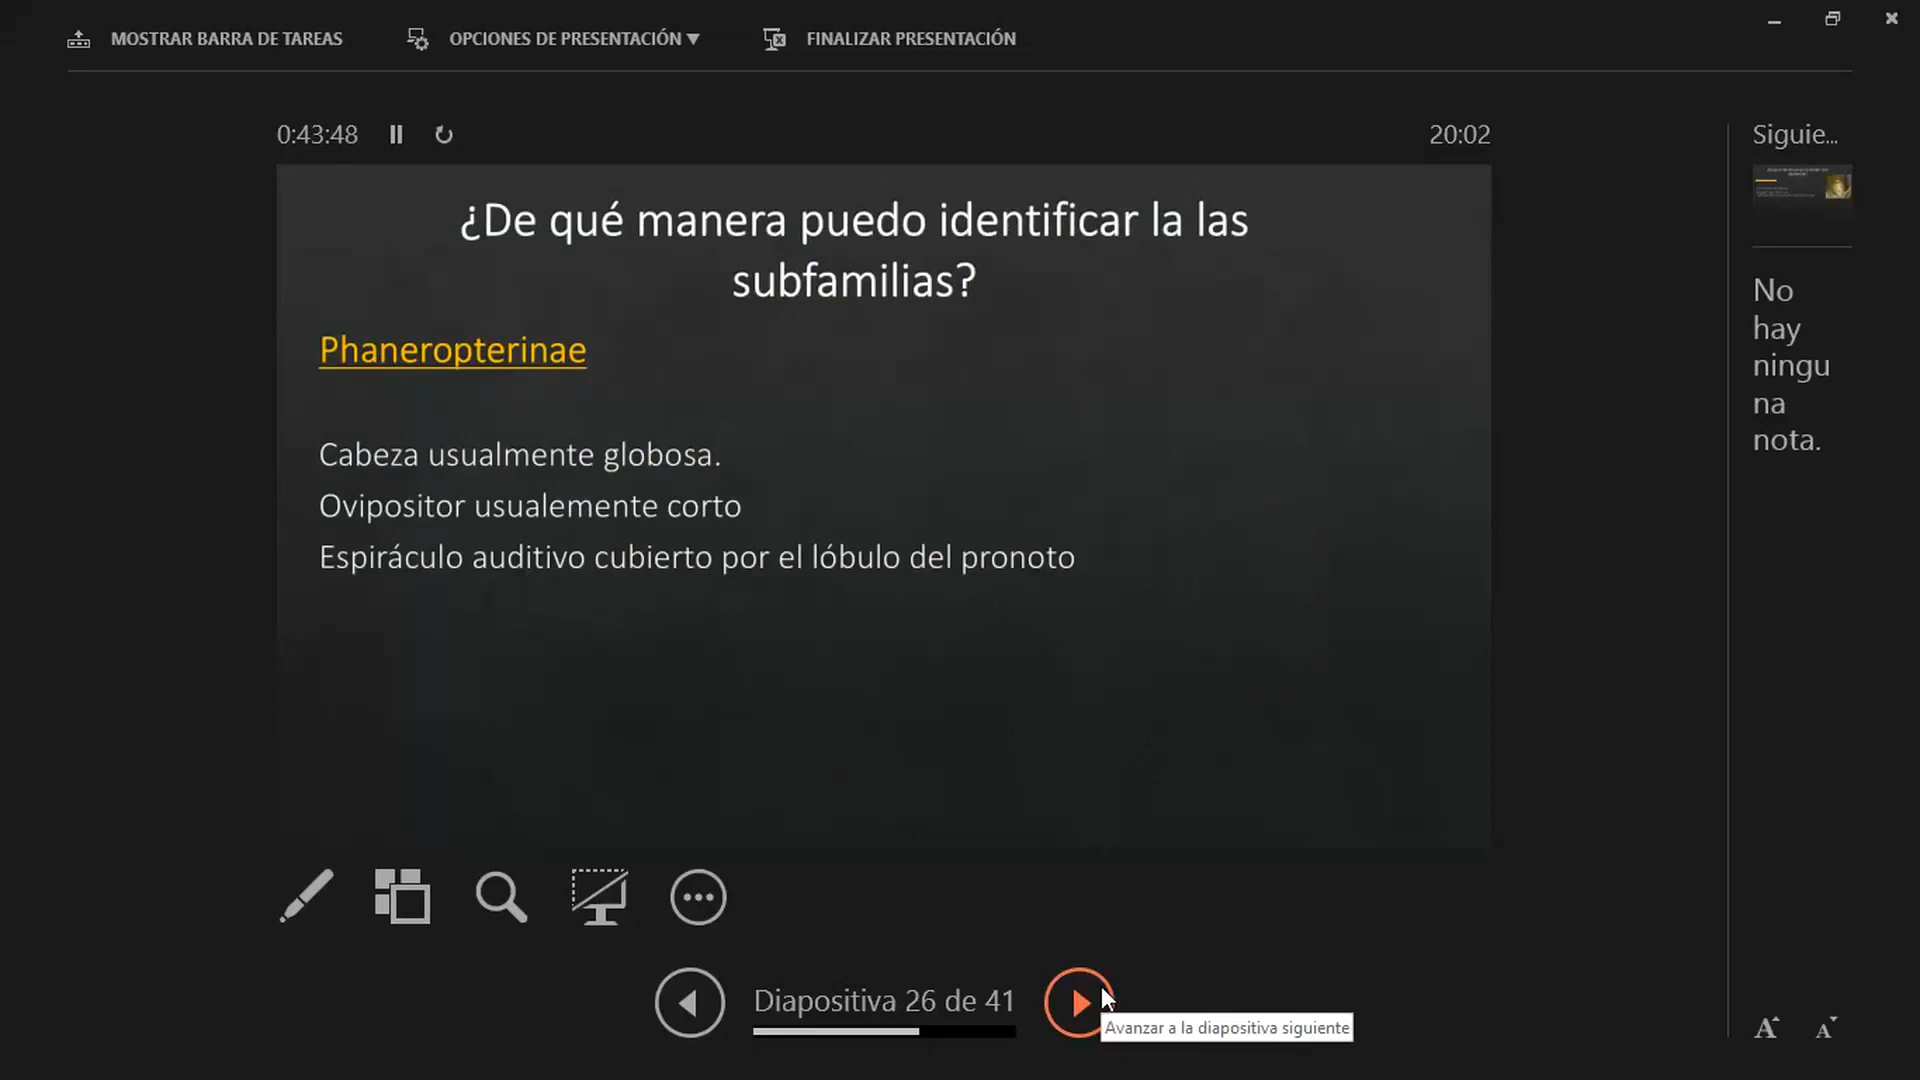 MOSTRAR BARRA DE TAREAS
OPCIONES DE PRESENTACIÓN
FINALIZAR PRESENTACIÓN
0:43:48
20:02
¿De qué manera puedo identificar la las
subfamilias?
Phaneropterinae
Cabeza usualmente globosa.
Ovipositor usualemente corto
Espiráculo auditivo cubierto por el lóbulo del pronoto
Siguie...
No
hay
ningu
na
nota.
Diapositiva 26 de 41
Avanzar a la diapositiva siguiente
A A